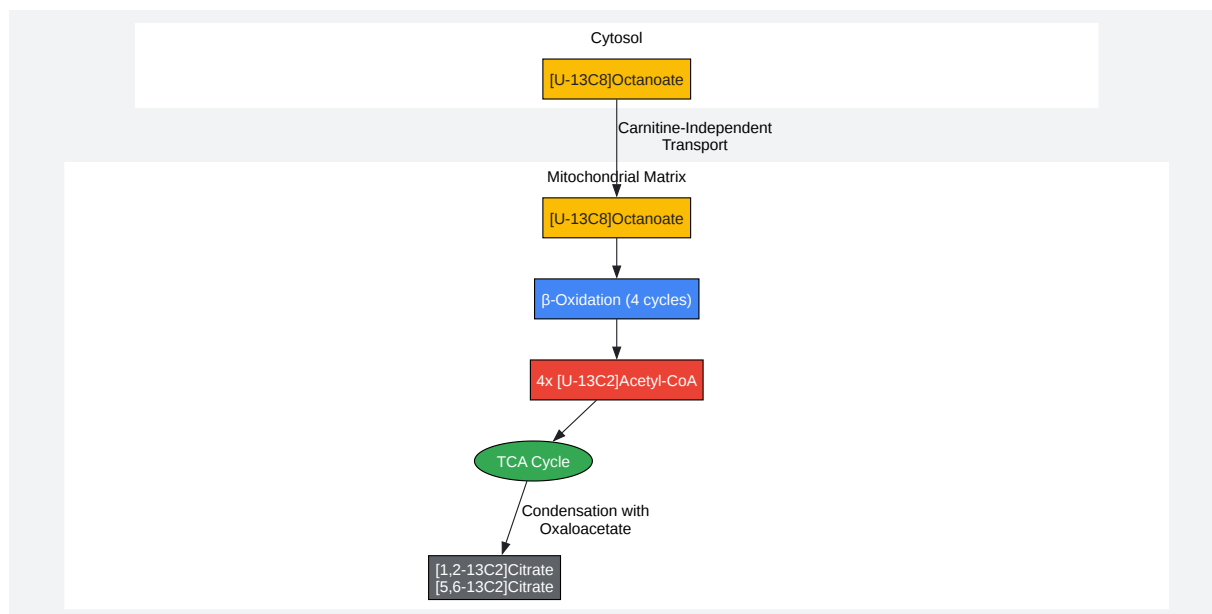 Cytosol
[U-13C8]Octanoate
Carnitine-Independent
Transport
Mitochondrial Matrix
[U-13C8]Octanoate
β-Oxidation (4 cycles)
4x [U-13C2]Acetyl-CoA
TCA Cycle
Condensation with
Oxaloacetate
[1,2-13C2]Citrate
[5,6-13C2]Citrate